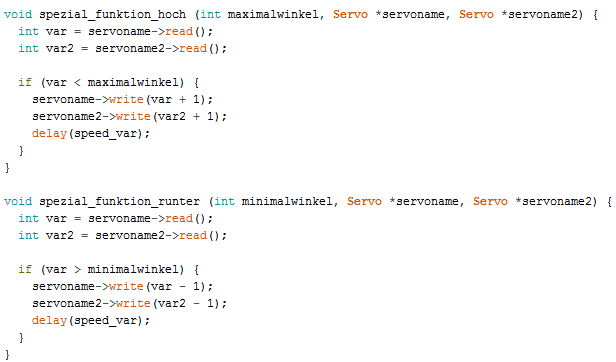 void spezial_funktion_hoch (int maximalwinkel, Servo *servoname, Servo *servoname2) {
  int var = servoname->read();
  int var2 = servoname2->read();

  if (var < maximalwinkel) {
    servoname->write(var + 1);
    servoname2->write(var2 + 1);
    delay(speed_var);
  }
}

void spezial_funktion_runter (int minimalwinkel, Servo *servoname, Servo *servoname2) {
  int var = servoname->read();
  int var2 = servoname2->read();

  if (var > minimalwinkel) {
    servoname->write(var - 1);
    servoname2->write(var2 - 1);
    delay(speed_var);
  }
}